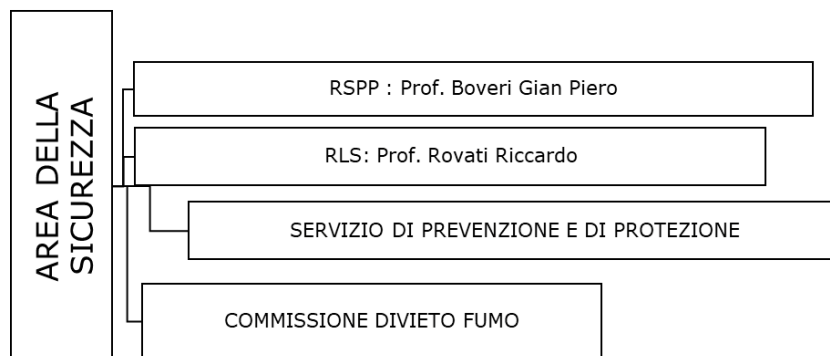 AREA DELLA
SICUREZZA
RSPP : Prof. Boveri Gian Piero
RLS: Prof. Rovati Riccardo
SERVIZIO DI PREVENZIONE E DI PROTEZIONE
COMMISSIONE DIVIETO FUMO